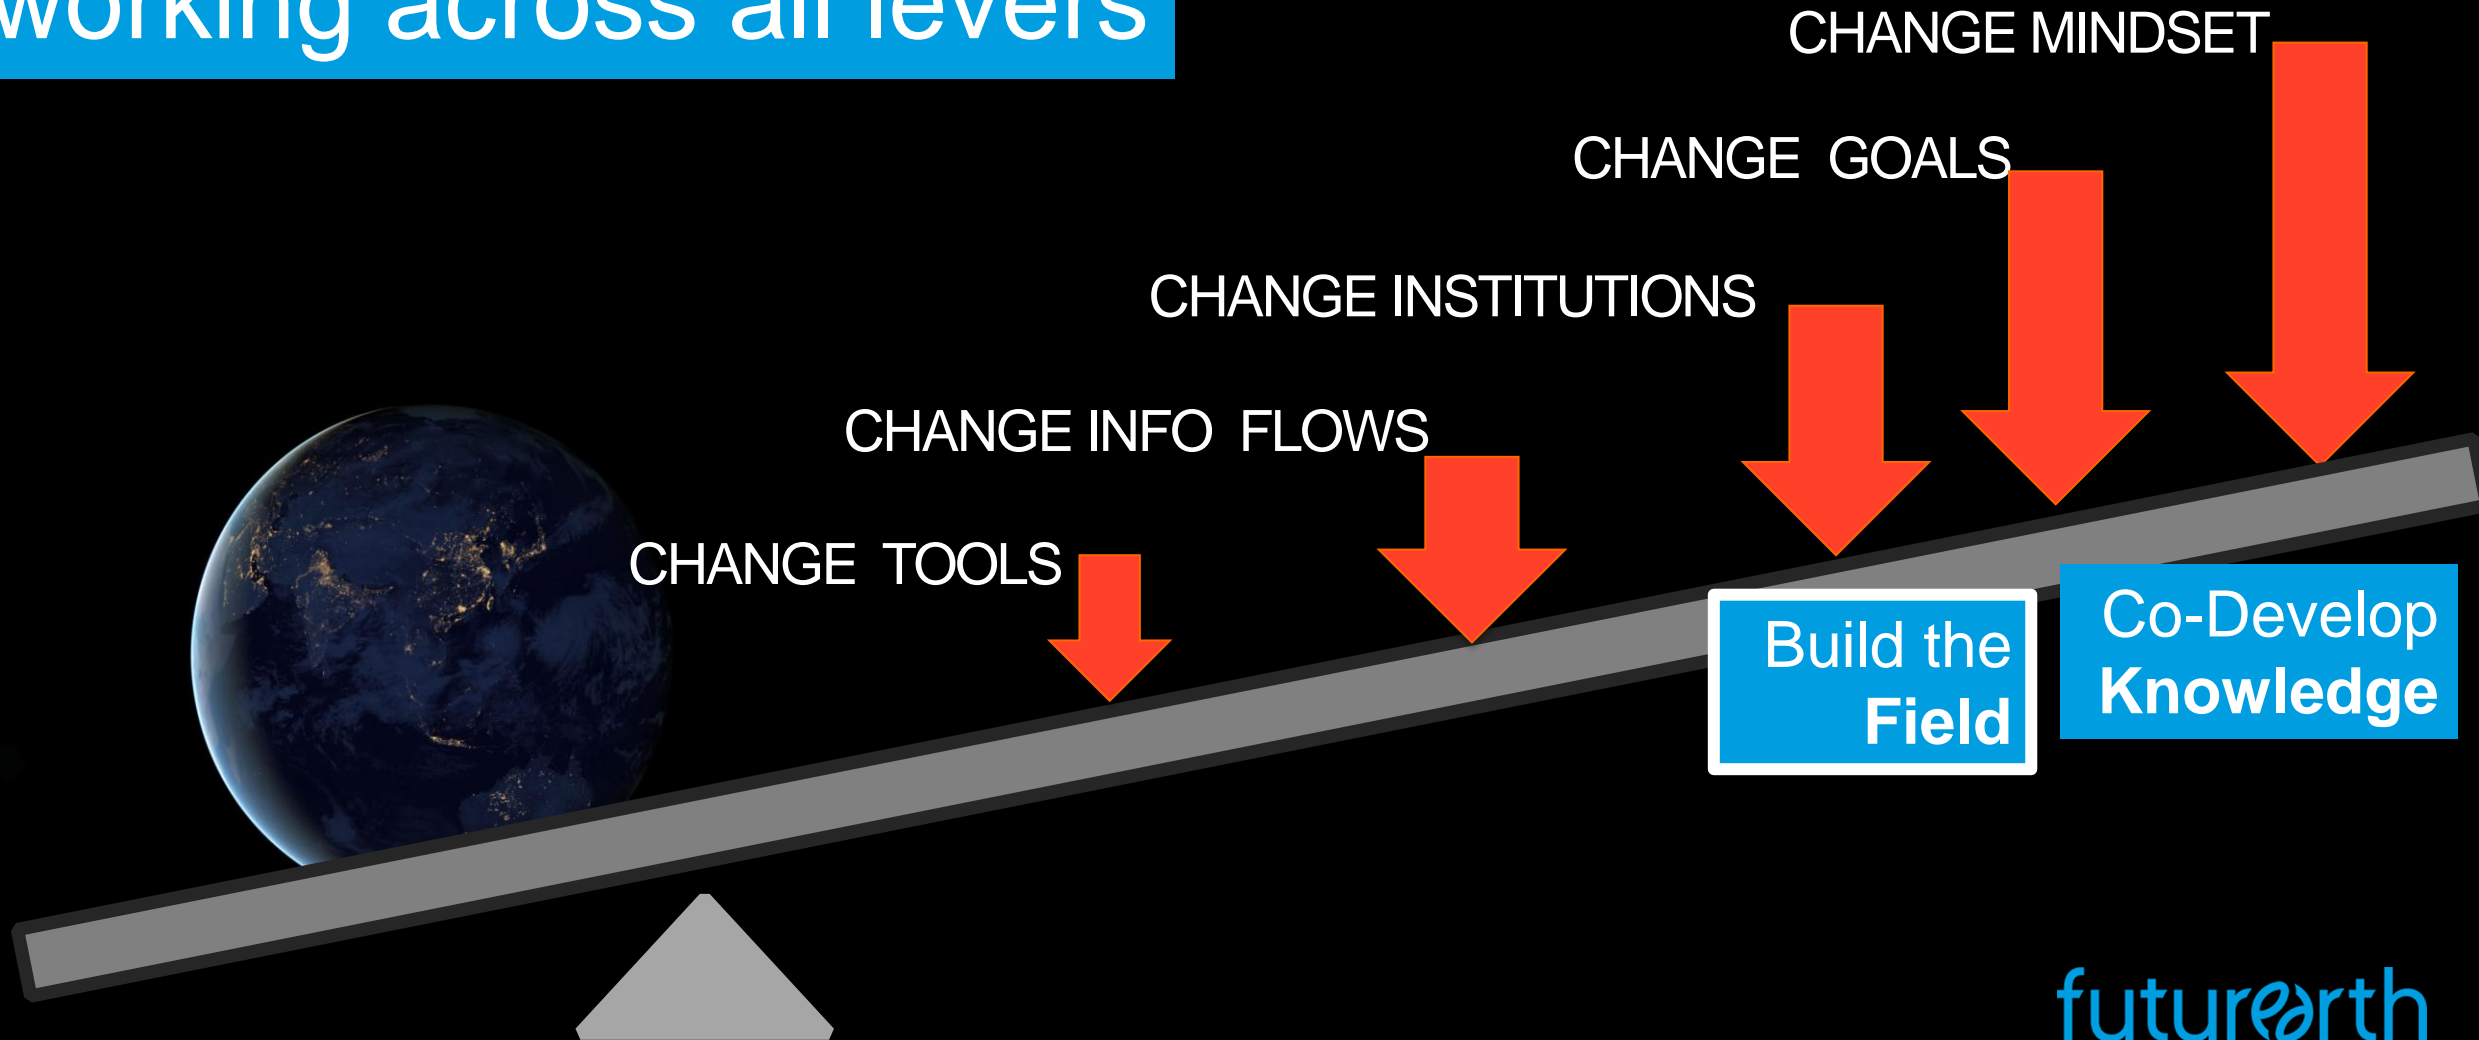 working across all levers
CHANGE MINDSET
CHANGE GOALS
CHANGE INSTITUTIONS
CHANGE INFO FLOWS
CHANGE TOOLS
Build the
Field
Co-Develop
Knowledge
futurearth